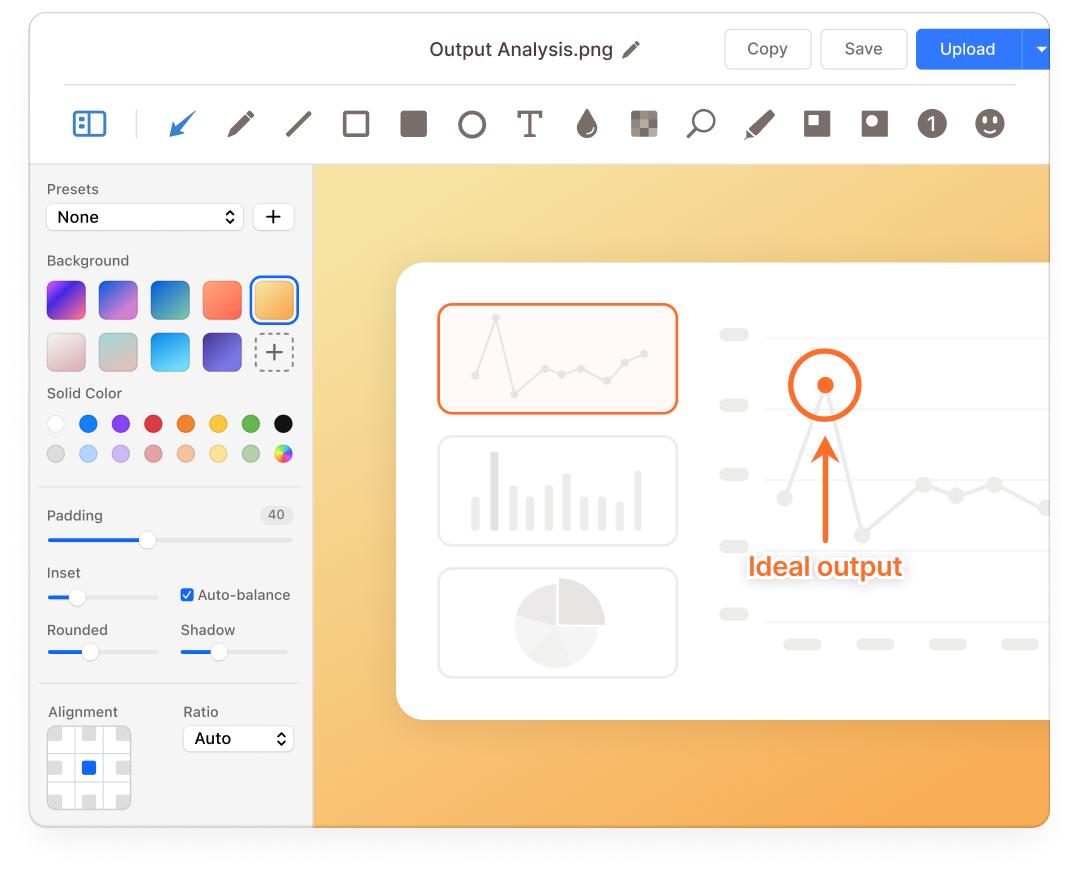 Output Analysis.png
Copy
Save
Upload
T
1
Presets
None
Background
Solid Color
Padding
40
Inset
Auto-balance
Rounded
Shadow
Alignment
Ratio
Auto
Ideal output